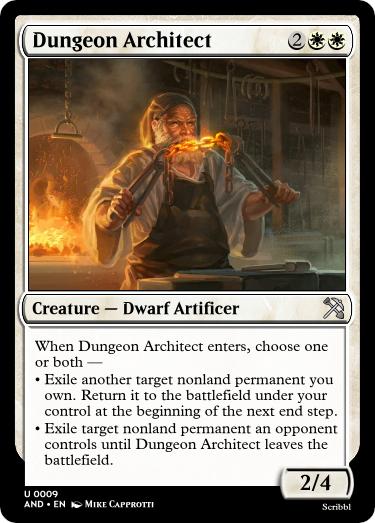 Dungeon Architect 2
Creature — Dwarf Artificer
When Dungeon Architect enters, choose one
or both —
• Exile another target nonland permanent you
own. Return it to the battlefield under your
control at the beginning of the next end step.
• Exile target nonland permanent an opponent
controls until Dungeon Architect leaves the
battlefield.
2/4
U 0009
AND • EN Mike Capprotti
Scribbl